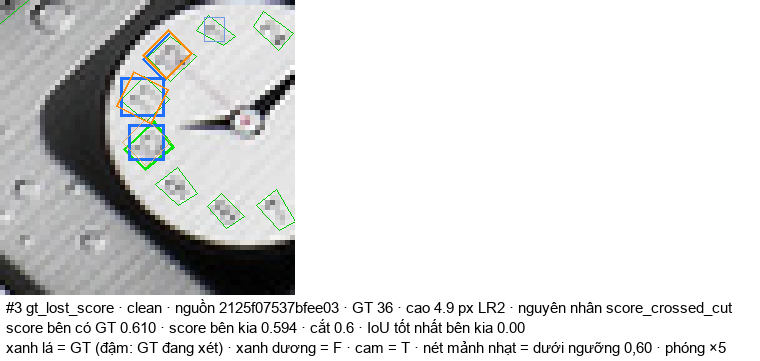 #3 gt_lost_score · clean · nguồn 2125f07537bfee03 · GT 36 · cao 4.9 px LR2 · nguyên nhân score_crossed_cut
score bên có GT 0.610 · score bên kia 0.594 · cắt 0.6 · IoU tốt nhất bên kia 0.00
xanh lá = GT (đậm: GT đang xét) · xanh dương = F · cam = T · nét mảnh nhạt = dưới ngưỡng 0,60 · phóng ×5